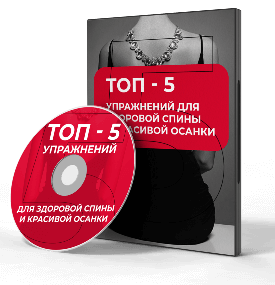 ТОП - 5
УПРАЖНЕНИЙ ДЛЯ
ЗДОРОВОЙ СПИНЫ
И КРАСИВОЙ ОСАНКИ
ТОП - 5
УПРАЖНЕНИЙ
ДЛЯ ЗДОРОВОЙ СПИНЫ
И КРАСИВОЙ ОСАНКИ